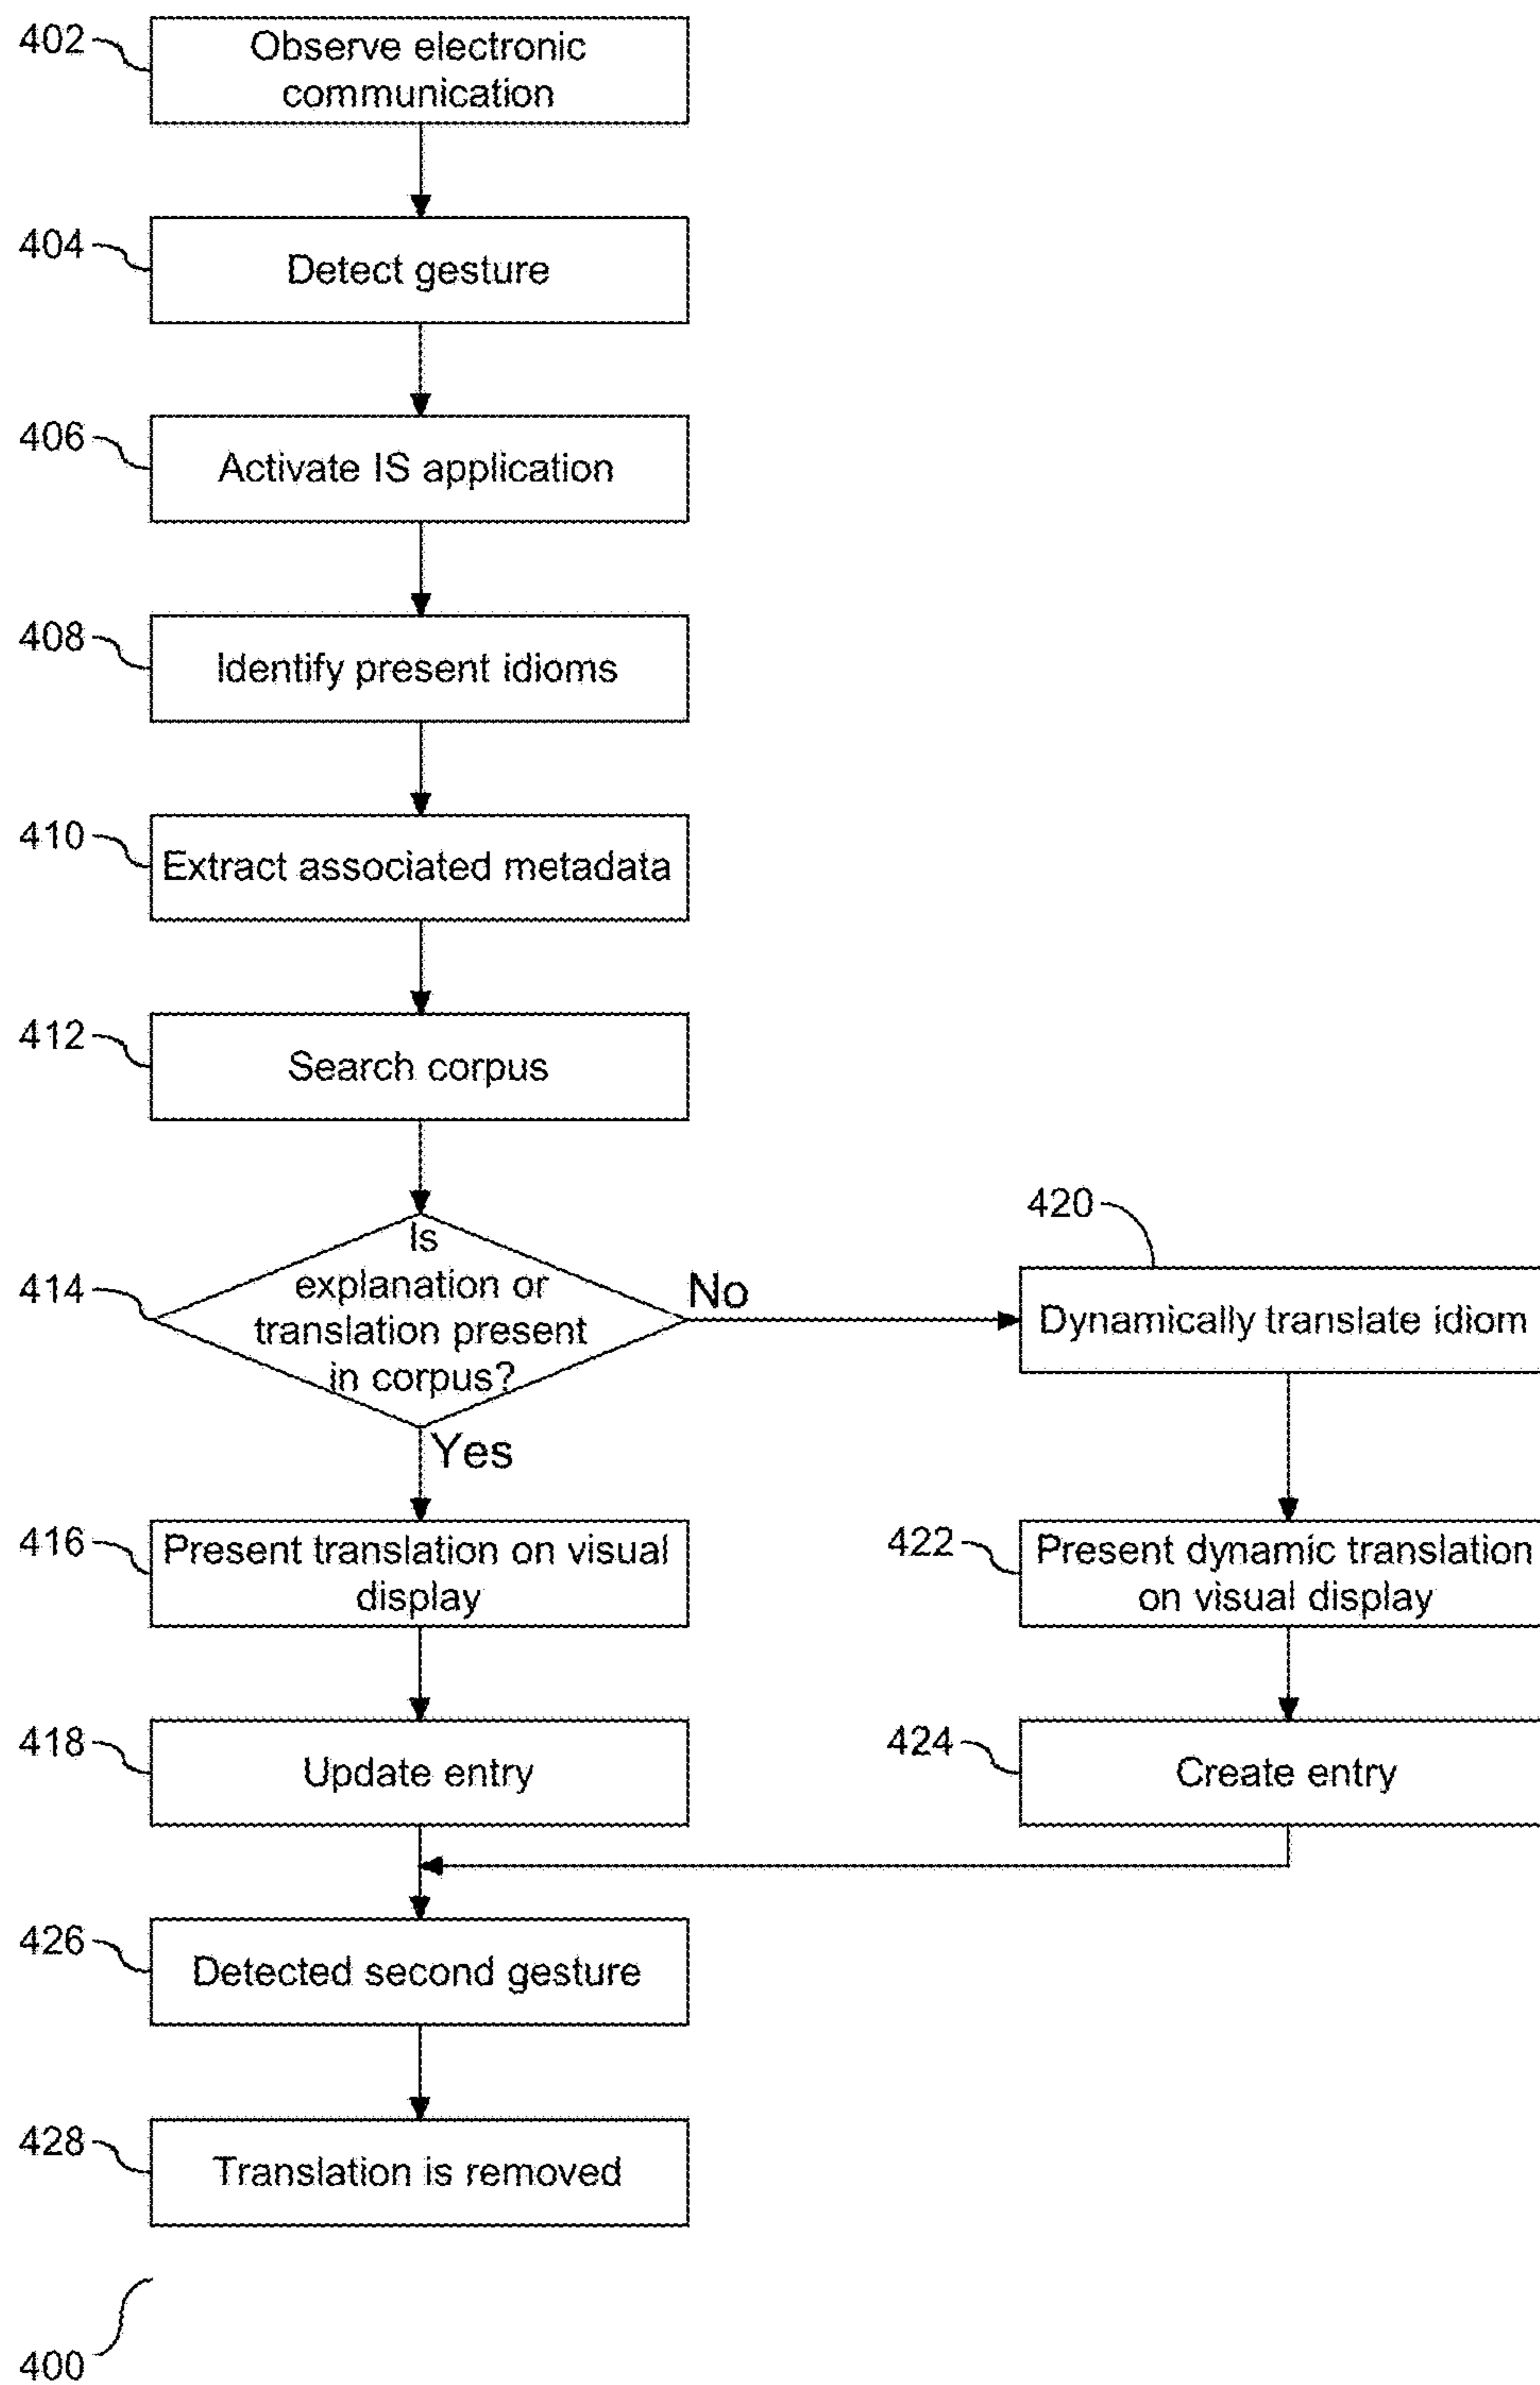 402
Observe electronic
communication
404
Detect gesture
406
Activate IS application
408
Identify present idioms
410
Extract associated metadata
412
Search corpus
414
Is
explanation or
translation present
in corpus?
No
420
Dynamically translate idiom
Yes
416
Present translation on visual
display
422
Present dynamic translation
on visual display
418
Update entry
424
Create entry
426
Detected second gesture
428
Translation is removed
400